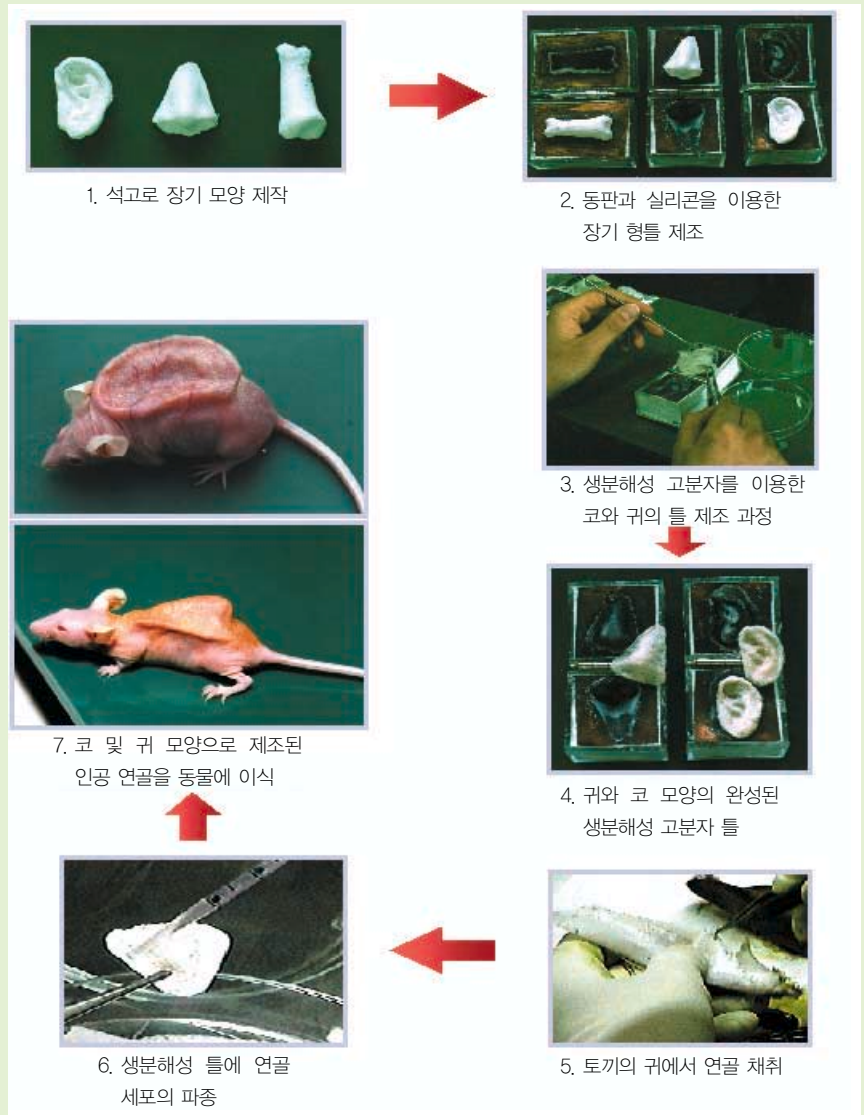 1. 석고로 장기 모양 제작
2. 동판과 실리콘을 이용한
장기 형틀 제조
3. 생분해성 고분자를 이용한
코와 귀의 틀 제조 과정
4. 귀와 코 모양의 완성된
생분해성 고분자 틀
5. 토끼의 귀에서 연골 채취
6. 생분해성 틀에 연골
세포의 파종
7. 코 및 귀 모양으로 제조된
인공 연골을 동물에 이식